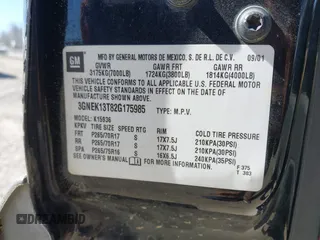 GM
MFD BY GENERAL MOTORS DE MEXICO, S. DE R.L. DE C.V. 09/01
GVWR GAWR FRT GAWR RR
3175KG(7000LB) 1724KG(3800LB) 1814KG(4000LB)
THIS VEHICLE CONFORMS TO ALL APPLICABLE U.S. FEDERAL
MOTOR VEHICLE SAFETY STANDARDS IN EFFECT ON THE DATE OF
MANUFACTURE SHOWN ABOVE.
3GNEK13T82G175985 TYPE: M.P.V.
MODEL: K15936
KPKV TIRE SIZE SPEED RTG RIM COLD TIRE PRESSURE
FRT P265/70R17 S 17X7.5J 210KPA(30PSI)
RR P265/70R17 S 17X7.5J 210KPA(30PSI)
SPA P265/75R16 S 16X6.5J 240KPA(35PSI)
SEE OWNER'S MANUAL FOR ADDITIONAL INFORMATION
F 375
T 303